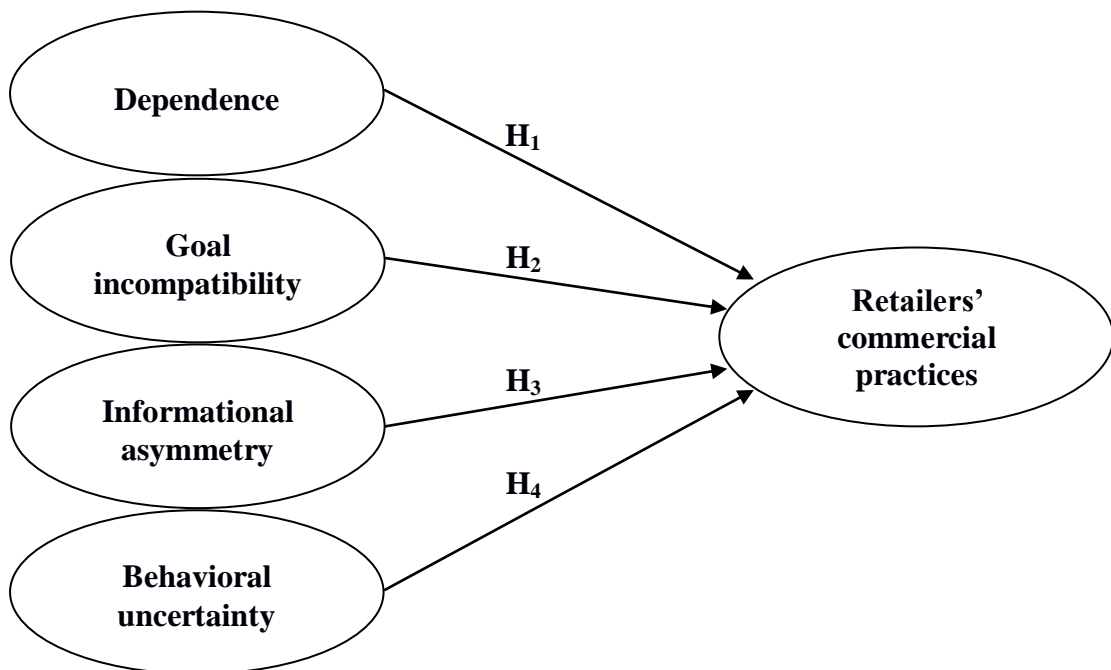 Dependence
H₁
Goal
incompatibility
H₂
Informational
asymmetry
H₃
Behavioral
uncertainty
H₄
Retailers’
commercial
practices